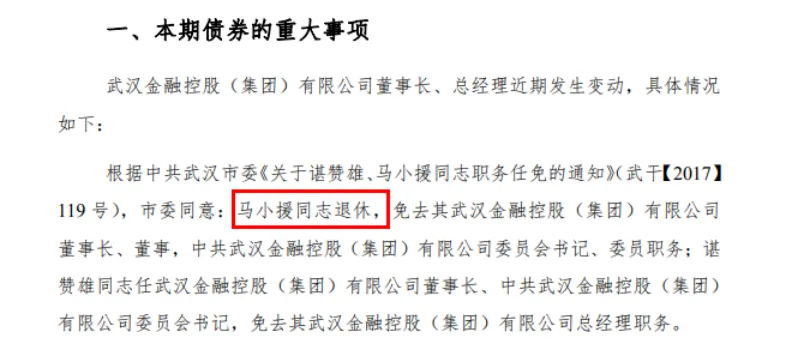 一、本期债券的重大事项
武汉金融控股（集团）有限公司董事长、总经理近期发生变动，具体情况
如下：
根据中共武汉市委《关于谌赞雄、马小援同志职务任免的通知》（武干【2017】
119 号），市委同意：马小援同志退休，免去其武汉金融控股（集团）有限公司
董事长、董事，中共武汉金融控股（集团）有限公司委员会书记、委员职务；谌
赞雄同志任武汉金融控股（集团）有限公司董事长、中共武汉金融控股（集团）
有限公司委员会书记，免去其武汉金融控股（集团）有限公司总经理职务。